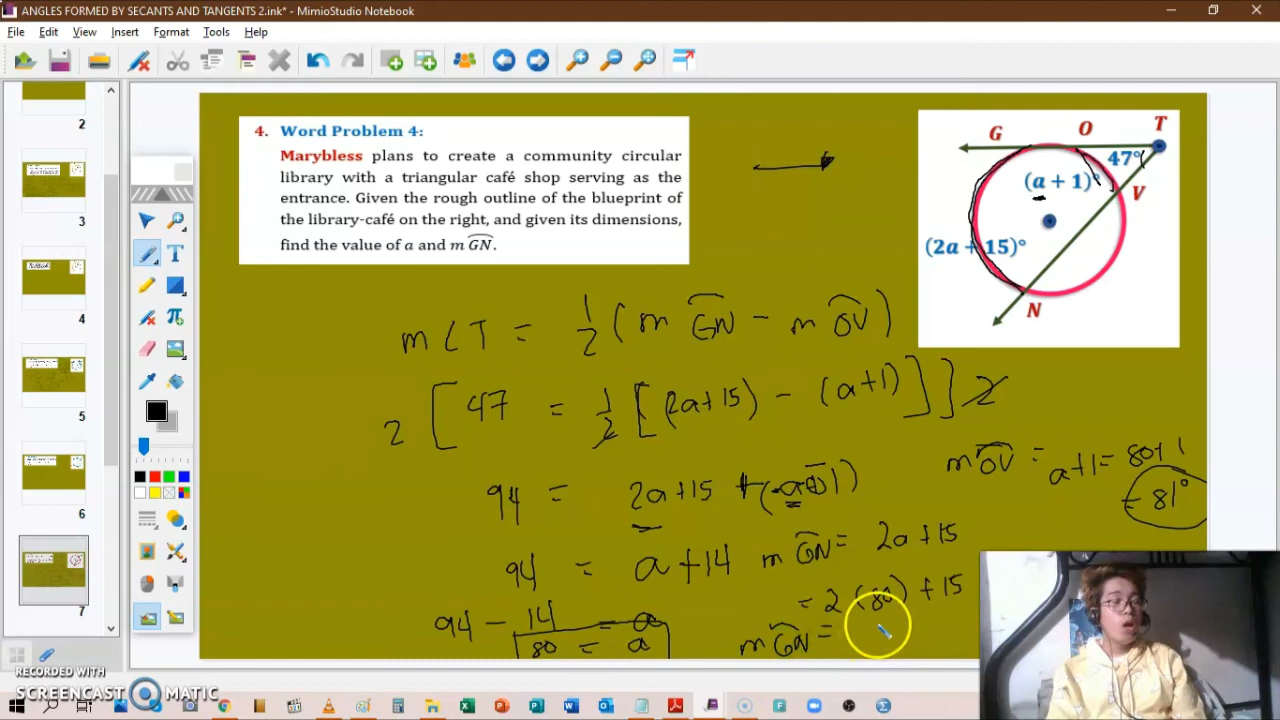 ANGLES FORMED BY SECANTS AND TANGENTS 2.ink* - MimioStudio Notebook
File Edit View Insert Format Tools Help
2
3
4
5
6
7
4. Word Problem 4:
Marybless plans to create a community circular
library with a triangular café shop serving as the
entrance. Given the rough outline of the blueprint of
the library-café on the right, and given its dimensions,
find the value of a and m GN.
G O T
47°
(a + 1)°
V
(2a + 15)°
N
m∠T = 1/2 (m GN - m OV)
2 [ 47 = 1/2 [(2a+15) - (a+1)] ] 2
94 = 2a+15 + (-a-1)
m OV = a+1 = 80+1
= 81°
94 = a+14
m GN = 2a+15
= 2(80)+15
94 - 14 = a
80 = a
m GN =
RECORDED WITH
SCREENCAST MATIC